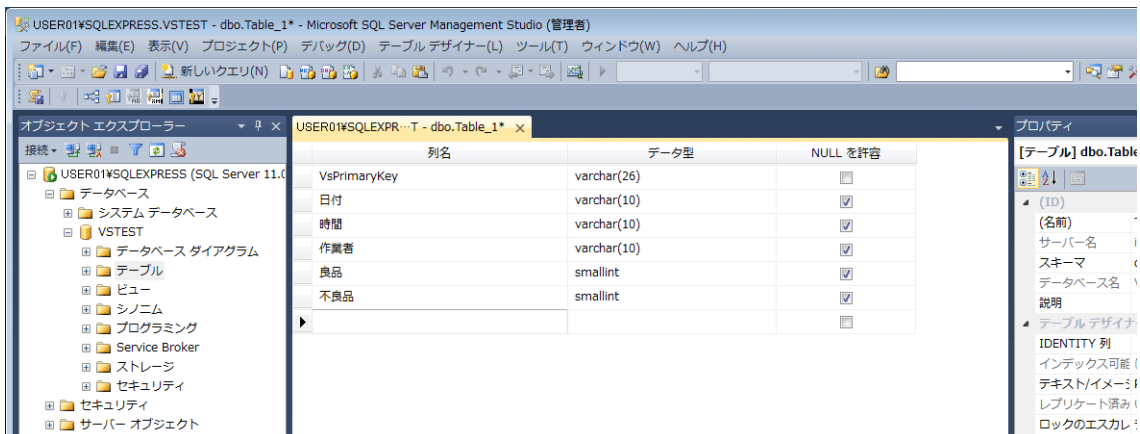 USER01¥SQLEXPRESS.VSTEST - dbo.Table_1* - Microsoft SQL Server Management Studio (管理者)
ファイル(F) 編集(E) 表示(V) プロジェクト(P) デバッグ(D) テーブル デザイナー(L) ツール(T) ウィンドウ(W) ヘルプ(H)
新しいクエリ(N)
オブジェクト エクスプローラー
接続
USER01¥SQLEXPRESS (SQL Server 11.0
データベース
システム データベース
VSTEST
データベース ダイアグラム
テーブル
ビュー
シノニム
プログラミング
Service Broker
ストレージ
セキュリティ
セキュリティ
サーバー オブジェクト
USER01¥SQLEXPR…T - dbo.Table_1*
列名 データ型 NULL を許容
VsPrimaryKey varchar(26)
日付 varchar(10)
時間 varchar(10)
作業者 varchar(10)
良品 smallint
不良品 smallint
プロパティ
[テーブル] dbo.Table
(ID)
(名前)
サーバー名
スキーマ
データベース名
説明
テーブル デザイナー
IDENTITY 列
インデックス可能
テキスト/イメージ
レプリケート済み
ロックのエスカレ